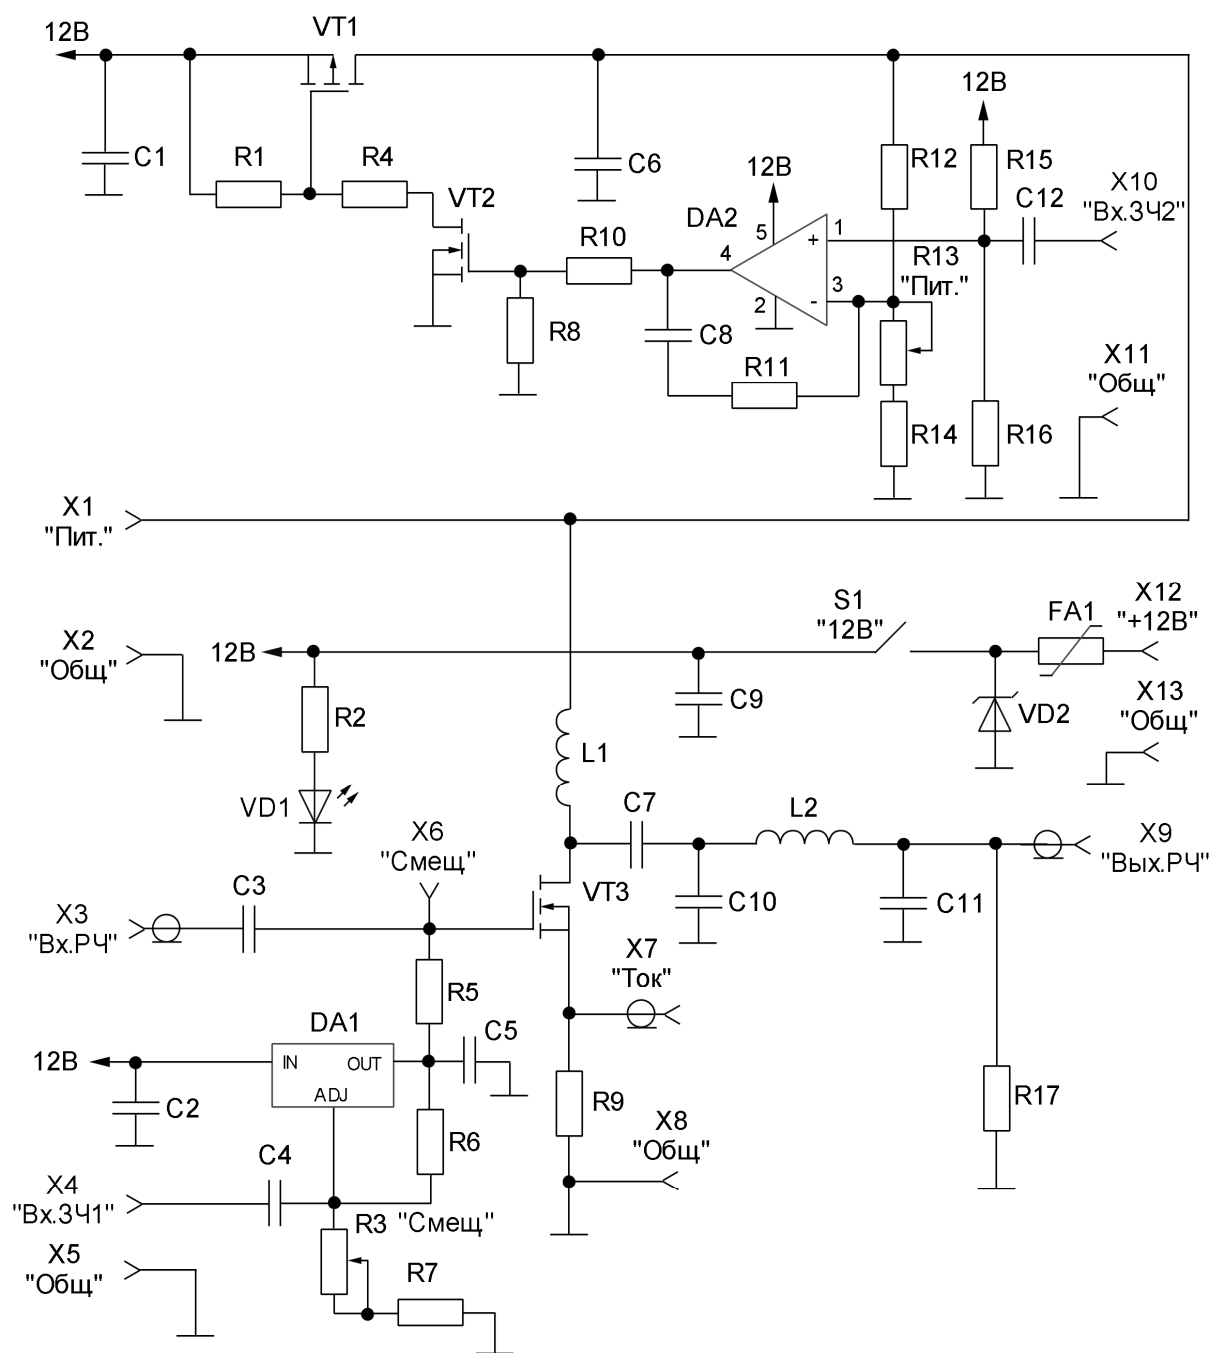 12В
VT1
12В
C1
R1
R4
VT2
C6
12В
DA2
R12
R15
C12
X10
"Вх.ЗЧ2"
R10
4
5
+
1
R13
"Пит."
2
-
3
R8
C8
R11
X11
"Общ"
R14
R16
X1
"Пит."
S1
"12В"
FA1
X12
"+12В"
X2
"Общ"
12В
R2
C9
VD2
X13
"Общ"
L1
VD1
X6
"Смещ"
C7
L2
X9
"Вых.РЧ"
C3
VT3
C10
C11
X3
"Вх.РЧ"
X7
"Ток"
R5
DA1
C5
12В
IN
OUT
ADJ
C2
R9
R17
R6
X8
"Общ"
C4
X4
"Вх.ЗЧ1"
R3
"Смещ"
X5
"Общ"
R7